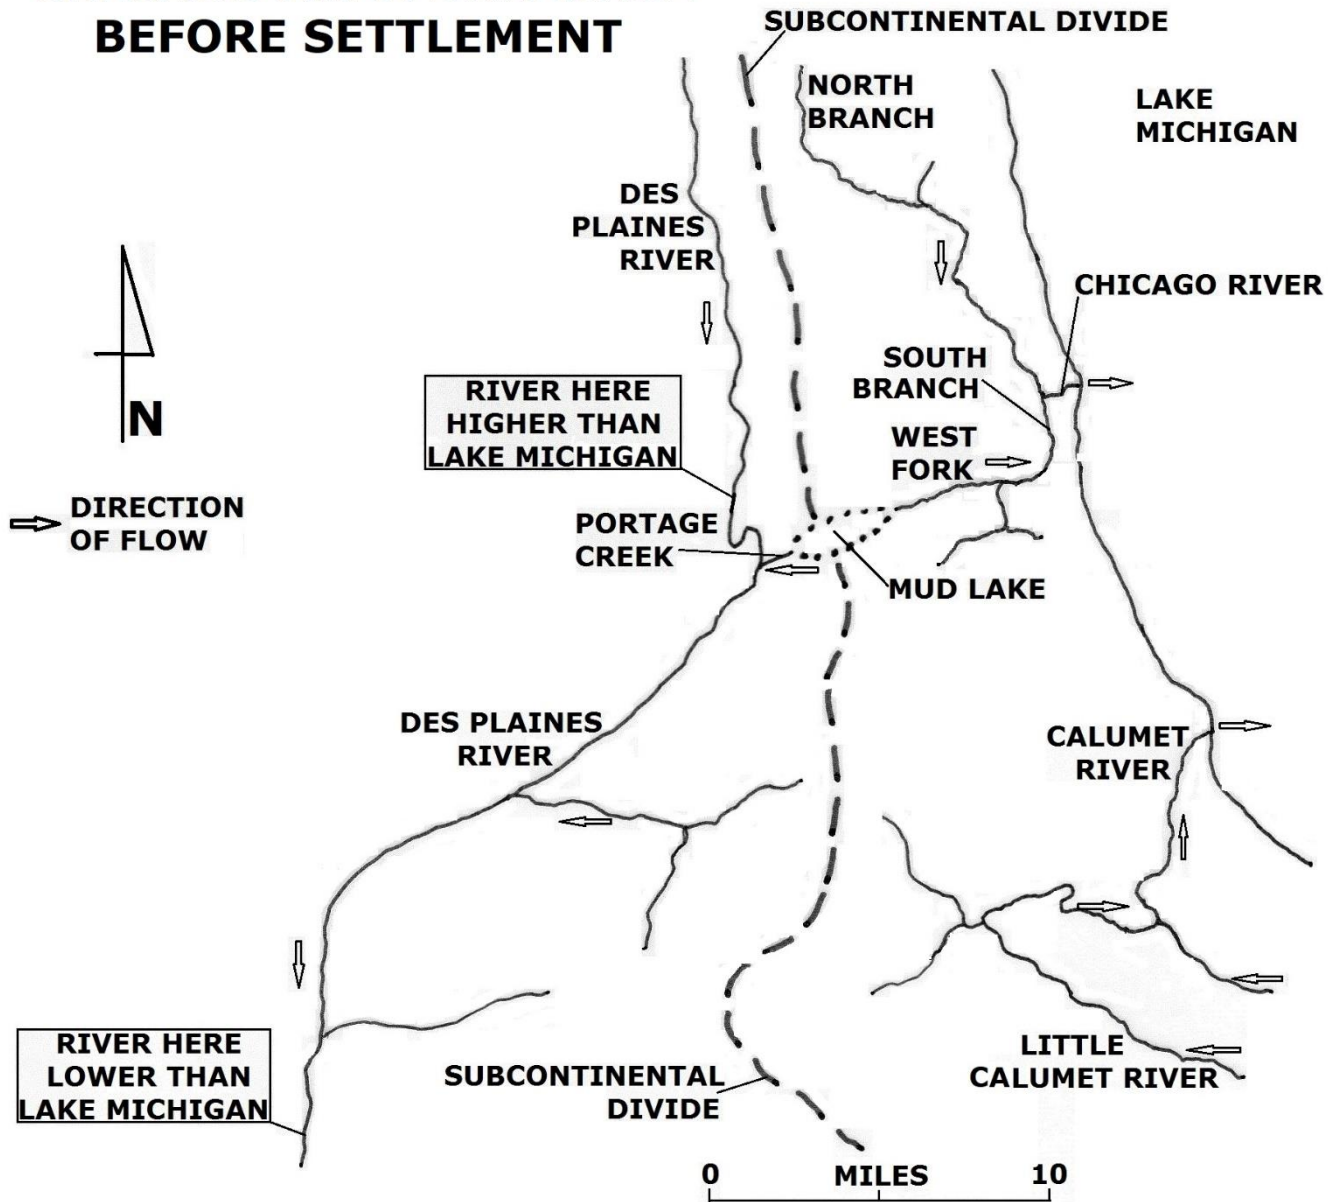 BEFORE SETTLEMENT
SUBCONTINENTAL DIVIDE
NORTH
BRANCH
LAKE
MICHIGAN
DES
PLAINES
RIVER
CHICAGO RIVER
SOUTH
BRANCH
RIVER HERE
HIGHER THAN
LAKE MICHIGAN
N
WEST
FORK
DIRECTION
OF FLOW
PORTAGE
CREEK
MUD LAKE
DES PLAINES
RIVER
CALUMET
RIVER
RIVER HERE
LOWER THAN
LAKE MICHIGAN
SUBCONTINENTAL
DIVIDE
LITTLE
CALUMET RIVER
0 MILES 10